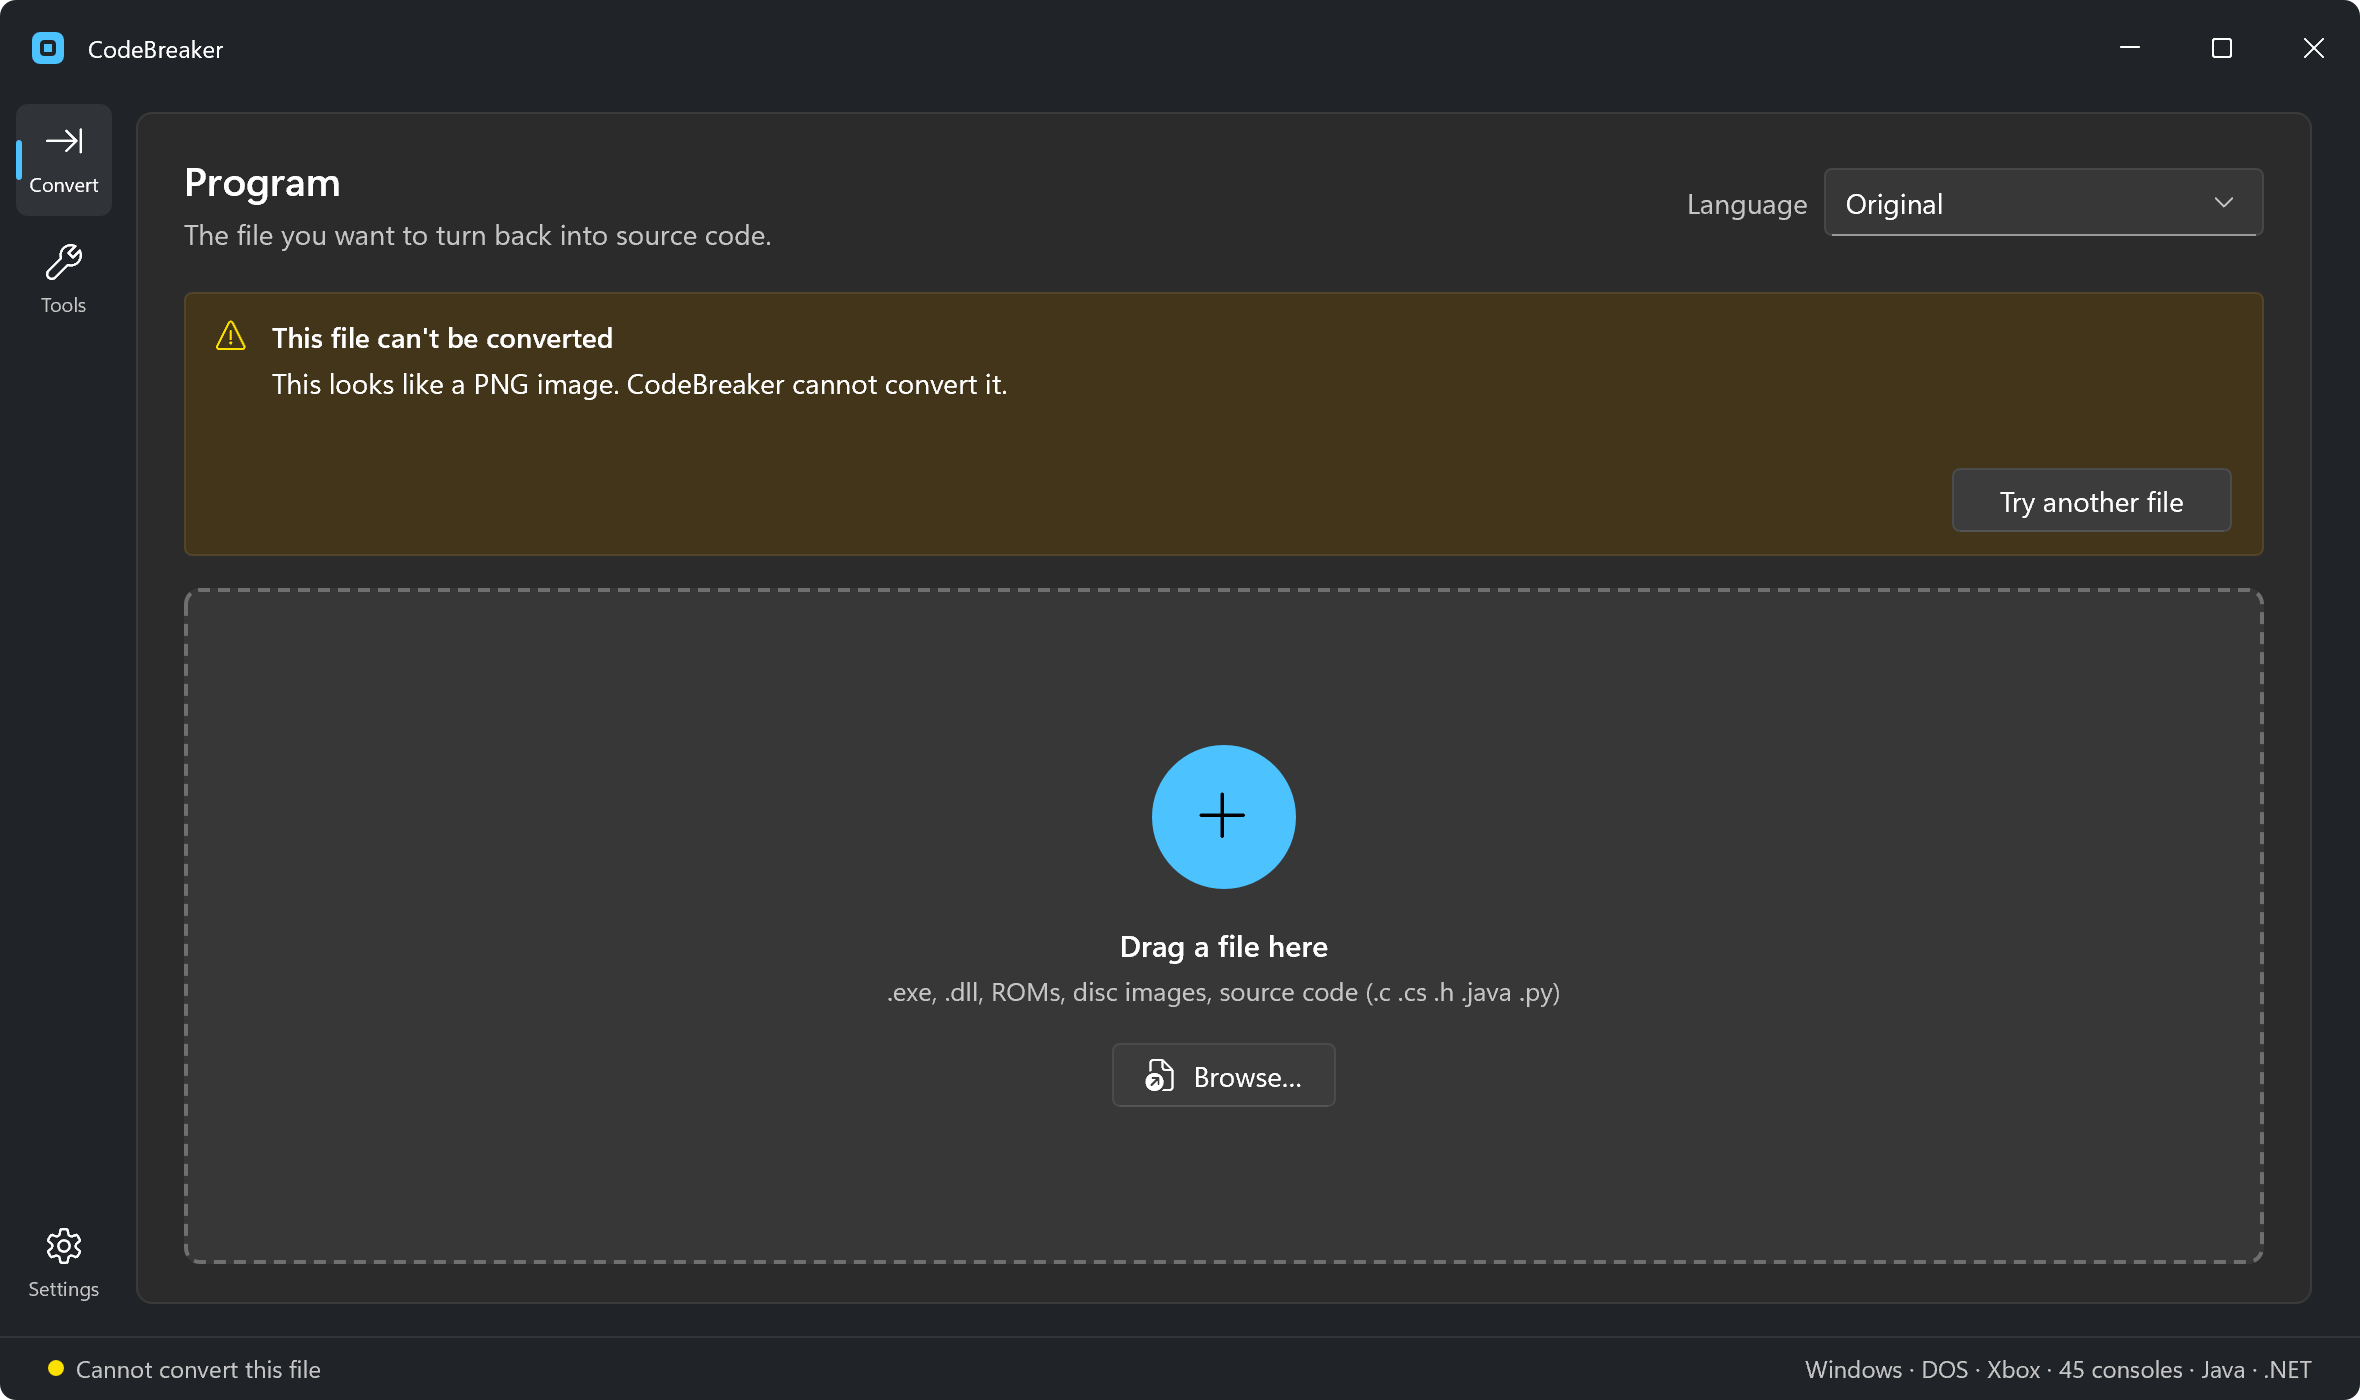 CodeBreaker
Convert
Tools
Program
The file you want to turn back into source code.
Language
Original
This file can't be converted
This looks like a PNG image. CodeBreaker cannot convert it.
Try another file
Drag a file here
.exe, .dll, ROMs, disc images, source code (.c .cs .h .java .py)
Browse...
Settings
Cannot convert this file
Windows · DOS · Xbox · 45 consoles · Java · .NET